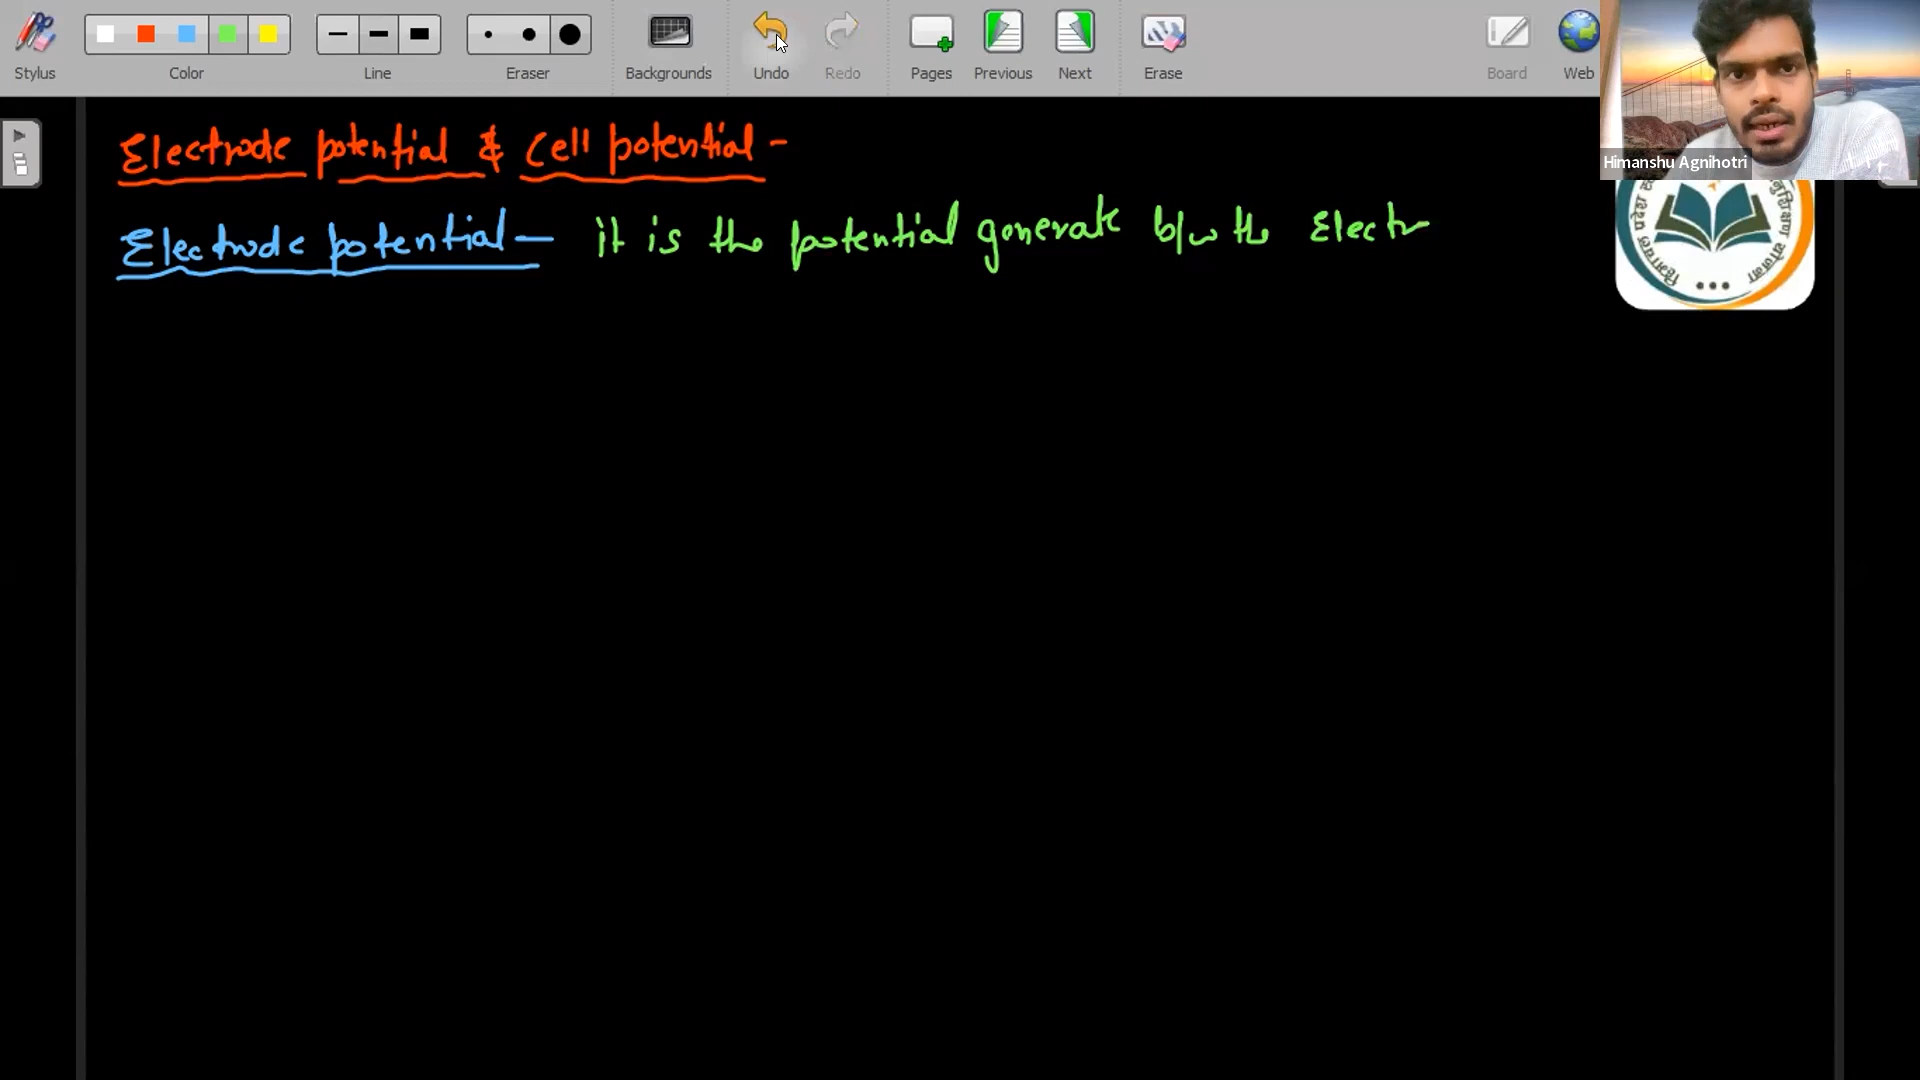 Stylus
Color
Line
Eraser
Backgrounds
Undo
Redo
Pages
Previous
Next
Erase
Board
Web
Himanshu Agnihotri
Electrode potential & Cell potential -
Electrode potential — it is the potential generate b/w the Electr